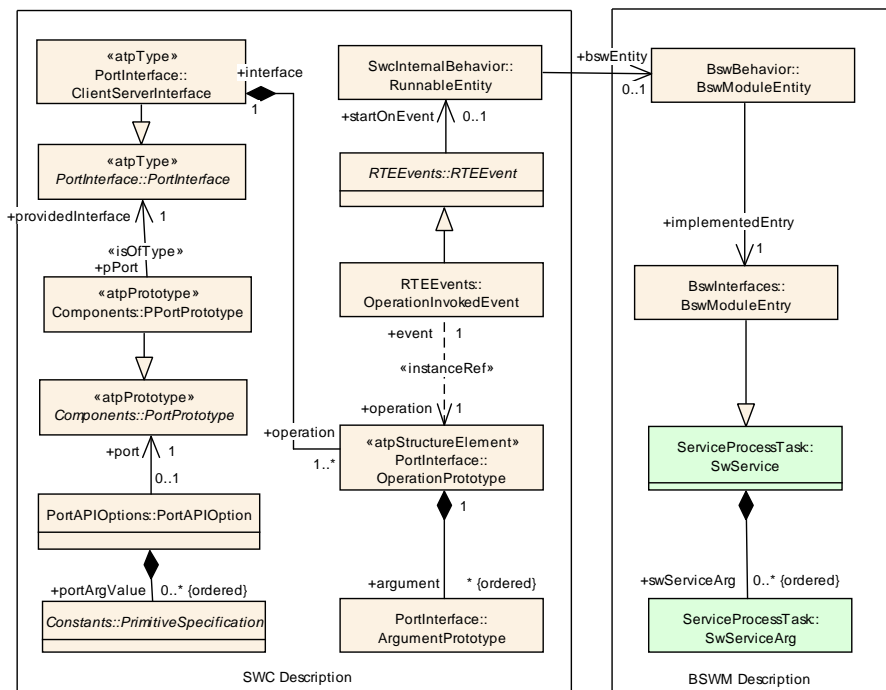 «atpType»
PortInterface::
ClientServerInterface
+interface
1
«atpType»
PortInterface::PortInterface
+providedInterface
1
«isOfType»
+pPort
«atpPrototype»
Components::PPortPrototype
«atpPrototype»
Components::PortPrototype
+port
1
0..1
PortAPIOptions::PortAPIOption
+portArgValue
0..* {ordered}
Constants::PrimitiveSpecification
SwcInternalBehavior::
RunnableEntity
+startOnEvent
0..1
RTEEvents::RTEEvent
RTEEvents::
OperationInvokedEvent
+event
1
«instanceRef»
+operation
1
+operation
1..*
«atpStructureElement»
PortInterface::
OperationPrototype
1
+argument
* {ordered}
PortInterface::
ArgumentPrototype
SWC Description
+bswEntity
0..1
BswBehavior::
BswModuleEntity
+implementedEntry
1
BswInterfaces::
BswModuleEntry
ServiceProcessTask::
SwService
+swServiceArg
0..* {ordered}
ServiceProcessTask::
SwServiceArg
BSWM Description